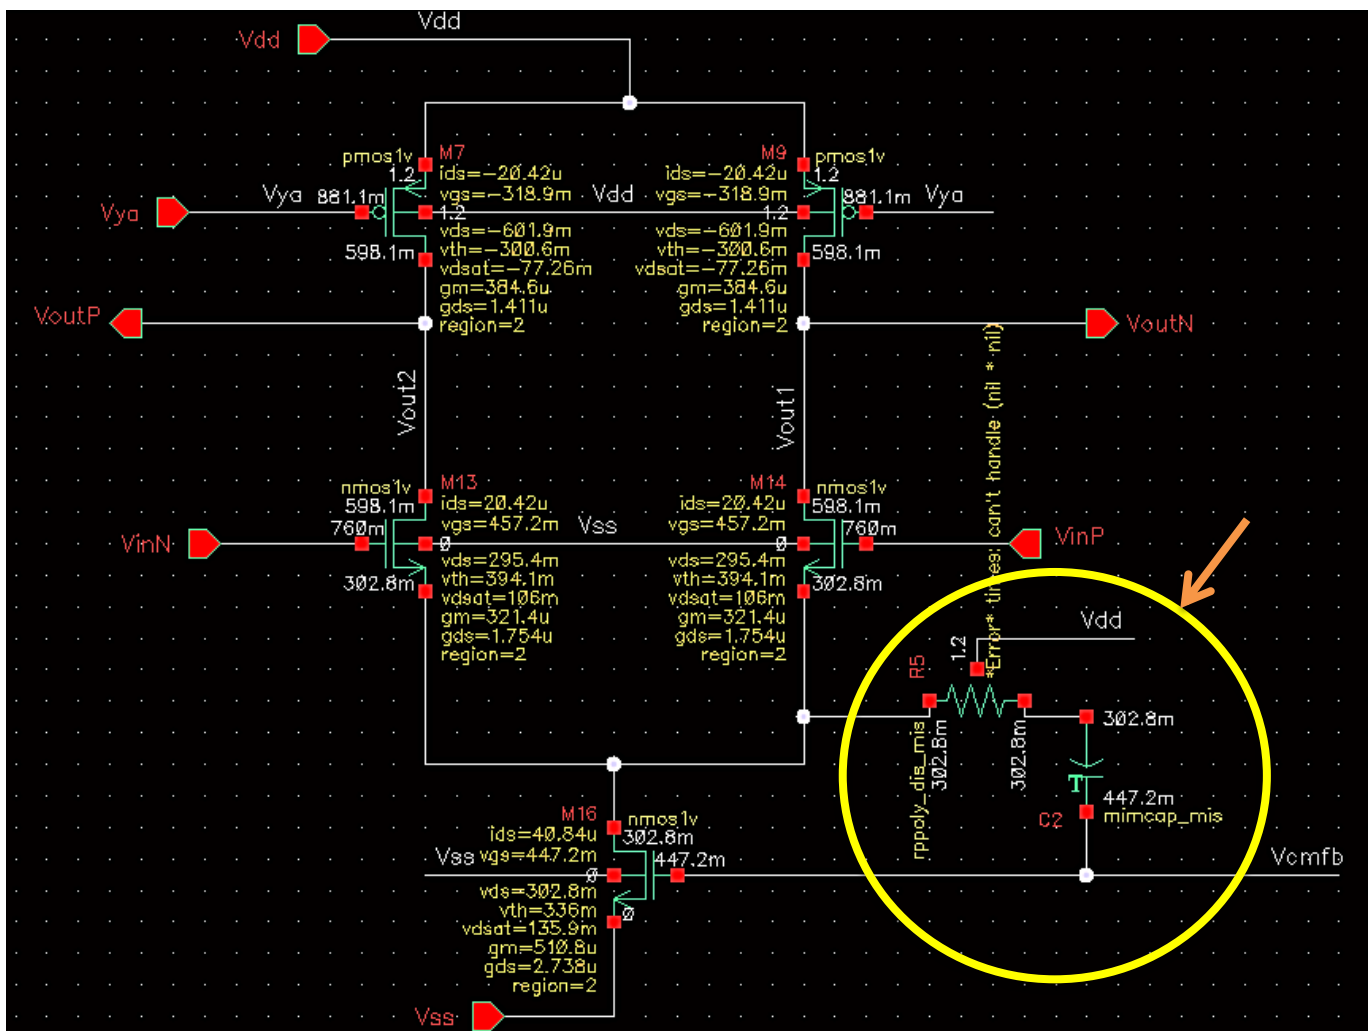 Vdd
Vdd
pmos1v
M7
1.2
ids=-20.42u
vgs=-318.9m
Vya
Vya
881.1m
1.2
Vdd
vds=-601.9m
598.1m
vth=-300.6m
vdsat=-77.26m
gm=384.6u
gds=1.411u
region=2
M9
pmos1v
1.2
ids=-20.42u
vgs=-318.9m
1.2
881.1m
Vya
vds=-601.9m
598.1m
vth=-300.6m
vdsat=-77.26m
gm=384.6u
gds=1.411u
region=2
VoutP
VoutN
Vout2
Vout1
*Error* times: can't handle (nil * nil)
nmos1v
M13
598.1m
ids=20.42u
760m
vgs=457.2m
VinN
0
Vss
vds=295.4m
302.8m
vth=394.1m
vdsat=106m
gm=321.4u
gds=1.754u
region=2
M14
nmos1v
598.1m
ids=20.42u
vgs=457.2m
760m
0
VinP
vds=295.4m
302.8m
vth=394.1m
vdsat=106m
gm=321.4u
gds=1.754u
region=2
Vdd
1.2
R5
rppoly_dis_mis
302.8m
302.8m
302.8m
T
447.2m
C2
mimcap_mis
M16
nmos1v
ids=40.84u
302.8m
Vss
vgs=447.2m
447.2m
0
Vcmfb
vds=302.8m
vth=336m
0
vdsat=135.9m
gm=510.8u
gds=2.738u
region=2
Vss